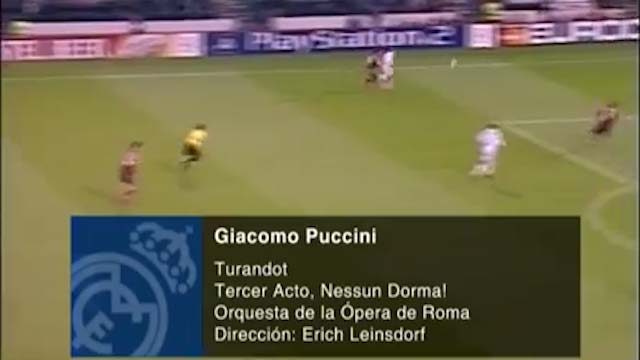 PlayStation 2
Giacomo Puccini
Turandot
Tercer Acto, Nessun Dorma!
Orquesta de la Ópera de Roma
Dirección: Erich Leinsdorf